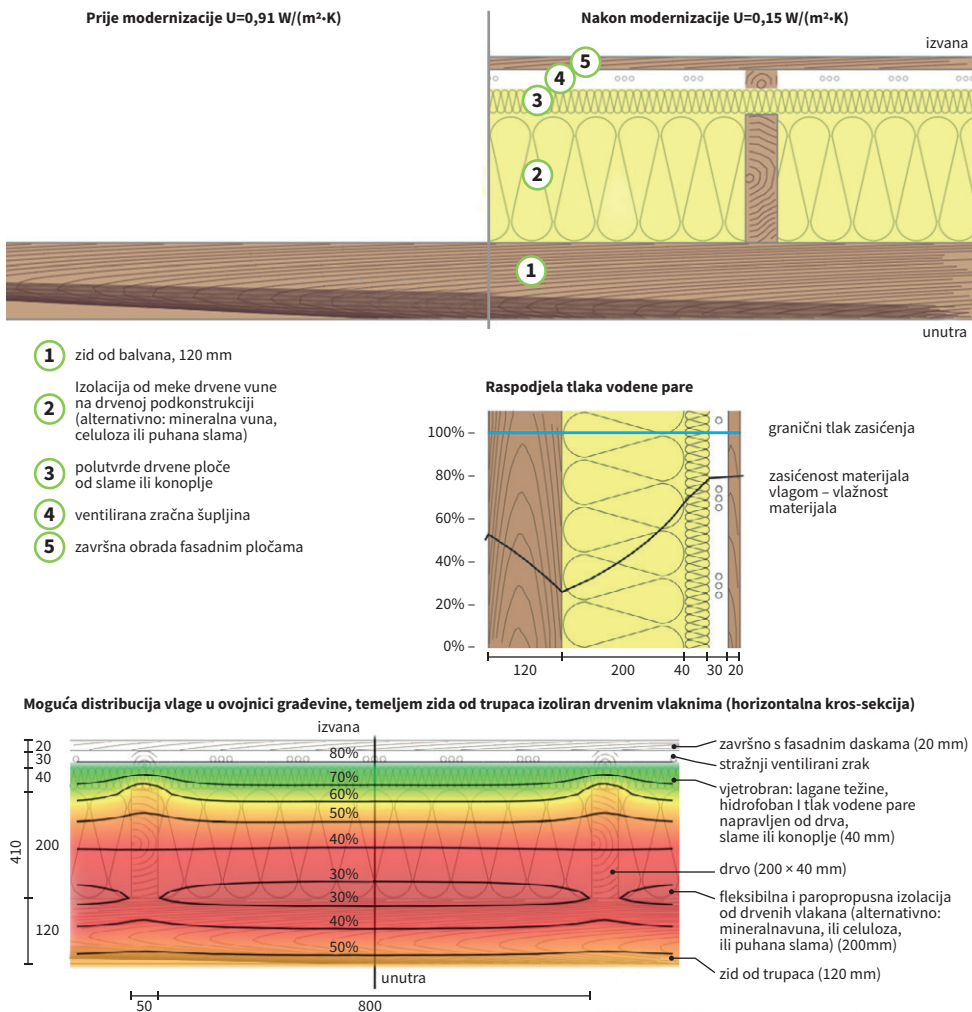 Prije modernizacije U=0,91 W/(m²•K)
Nakon modernizacije U=0,15 W/(m²•K)
izvana
5
4
3
2
1
unutra
1 zid od balvana, 120 mm
2 Izolacija od meke drvene vune
na drvenoj podkonstrukciji
(alternativno: mineralna vuna,
celuloza ili puhana slama)
3 polutvrde drvene ploče
od slame ili konoplje
4 ventilirana zračna šupljina
5 završna obrada fasadnim pločama
Raspodjela tlaka vodene pare
100% –
80% –
60% –
40% –
20% –
0% –
120 200 40 30 20
granični tlak zasićenja
zasićenost materijala
vlagom – vlažnost
materijala
Moguća distribucija vlage u ovojnici građevine, temeljem zida od trupaca izoliran drvenim vlaknima (horizontalna kros-sekcija)
izvana
20
30
40
200
410
120
80%
70%
60%
50%
40%
30%
30%
40%
50%
unutra
50 800
završno s fasadnim daskama (20 mm)
stražnji ventilirani zrak
vjetrobran: lagane težine,
hidrofoban I tlak vodene pare
napravljen od drva,
slame ili konoplje (40 mm)
drvo (200 × 40 mm)
fleksibilna i paropropusna izolacija
od drvenih vlakana (alternativno:
mineralnavuna, ili celuloza,
ili puhana slama) (200mm)
zid od trupaca (120 mm)